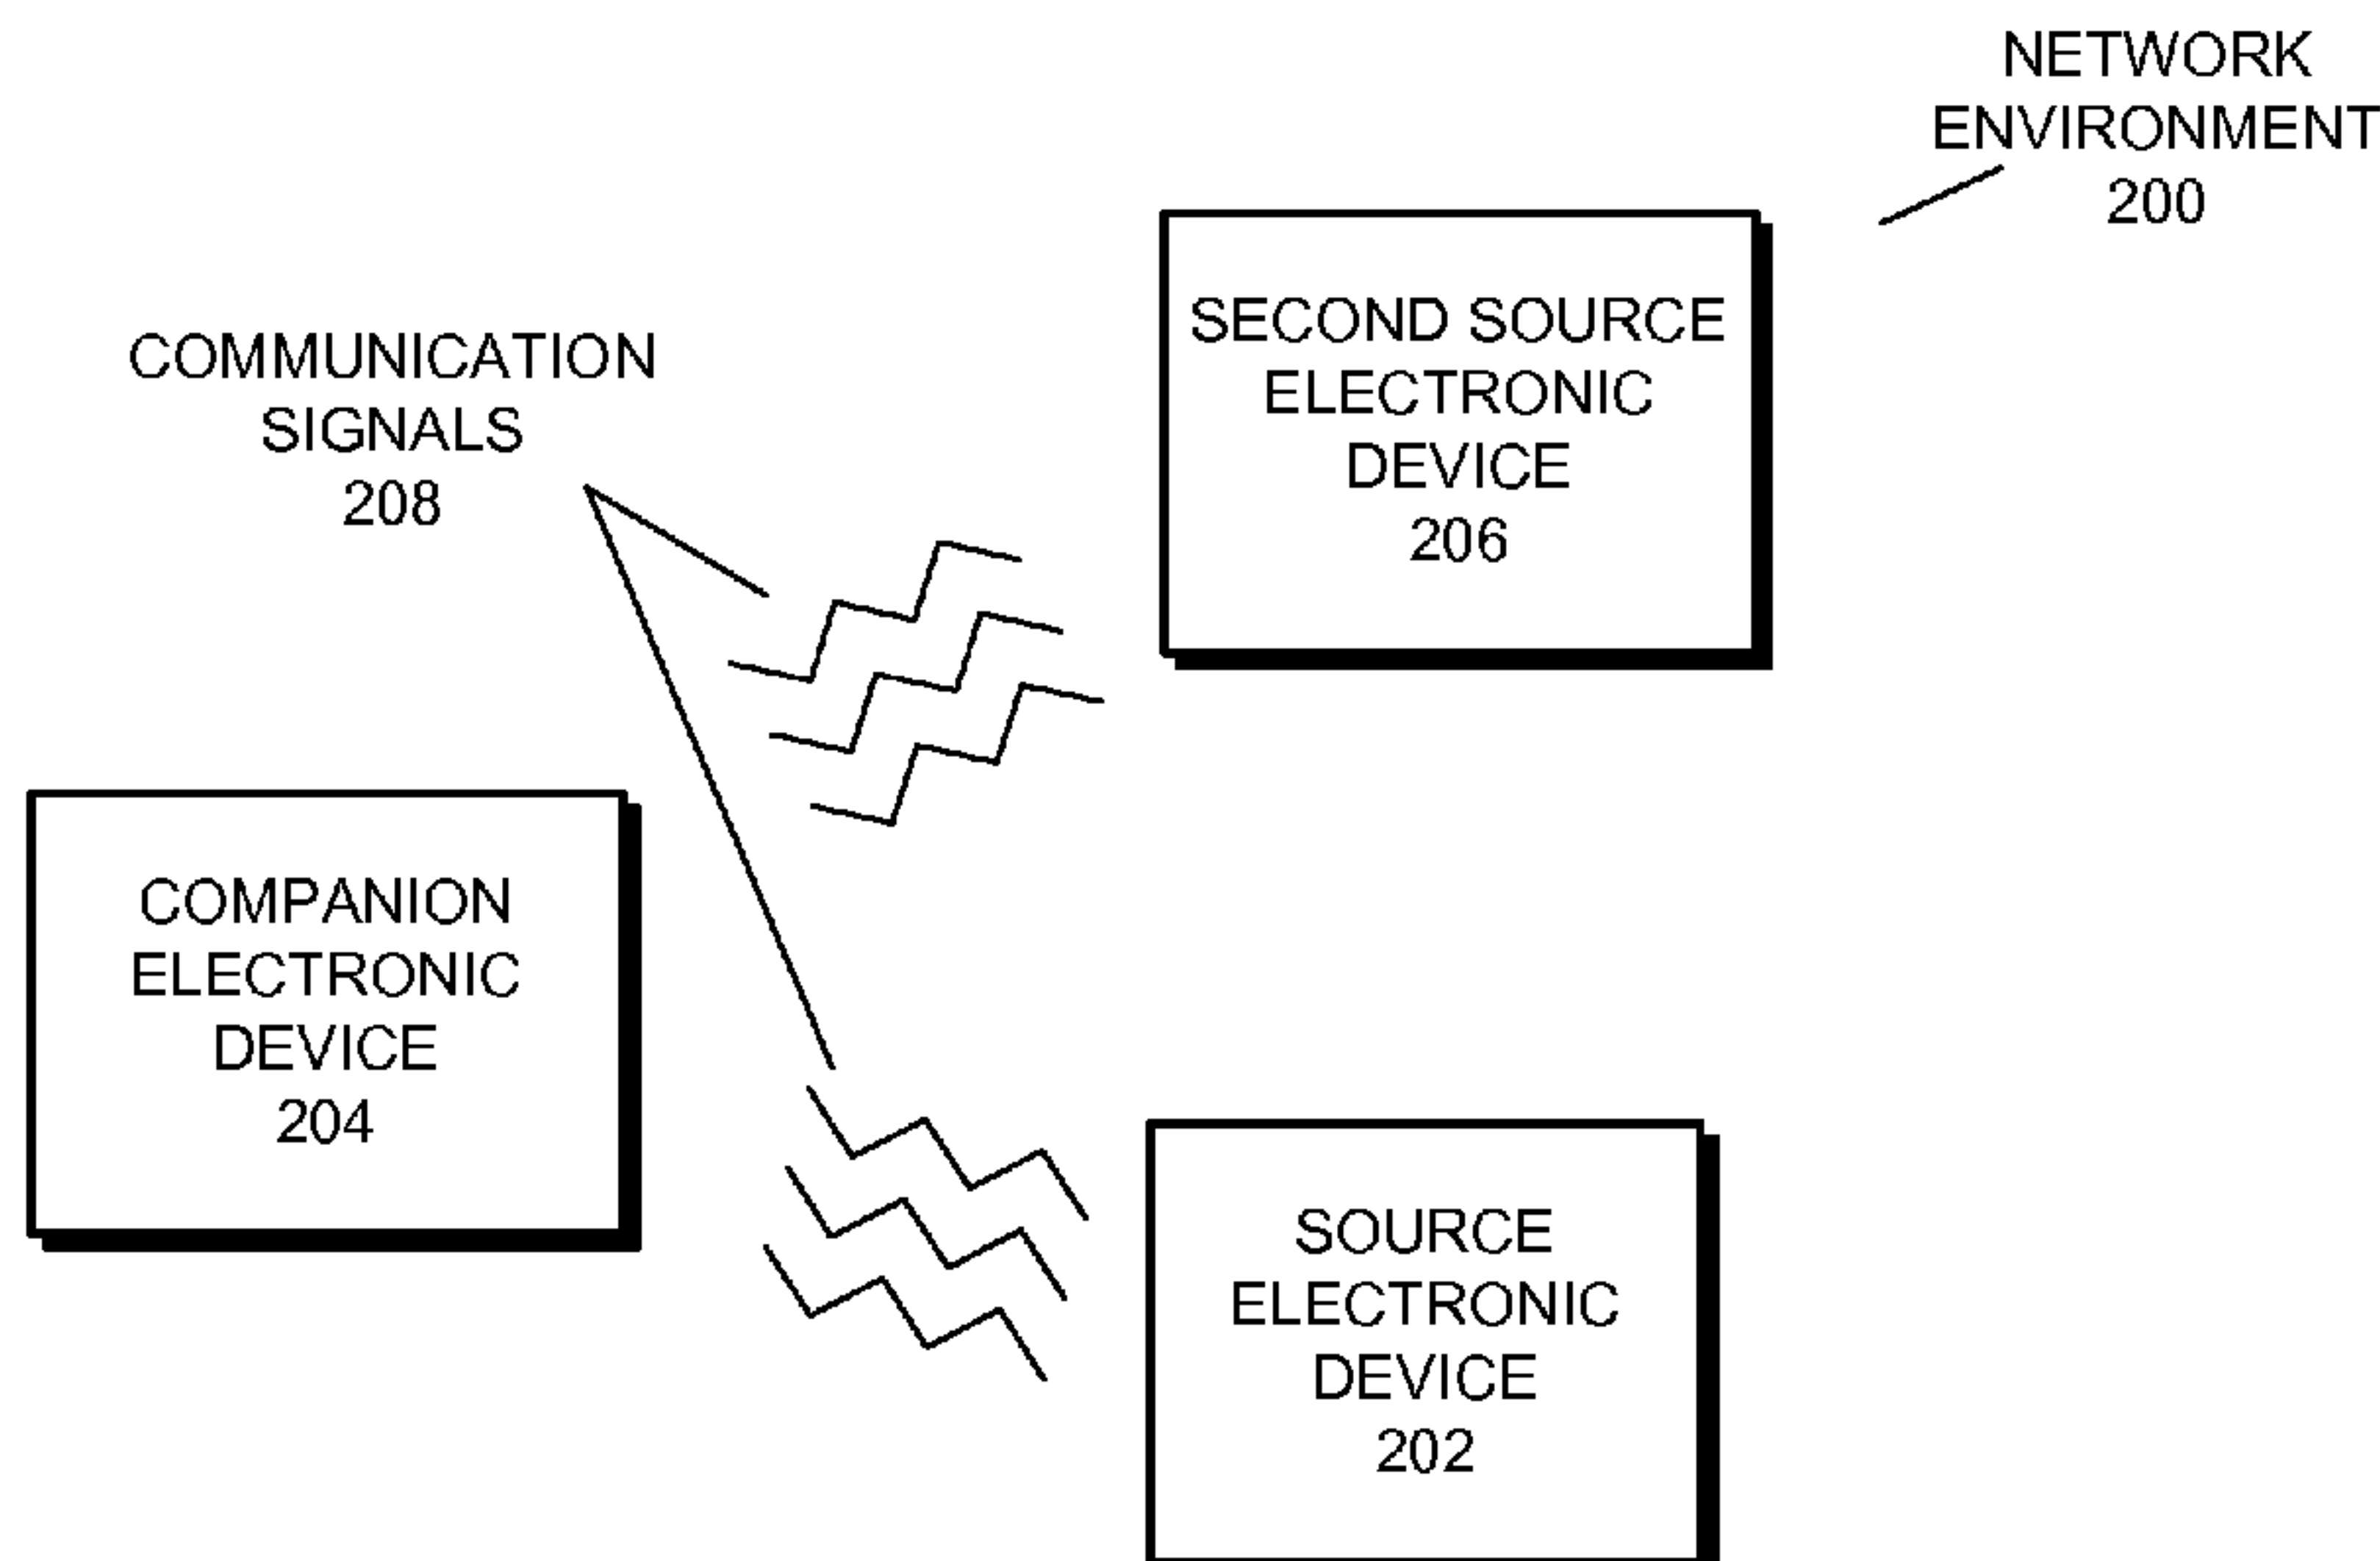 NETWORK
ENVIRONMENT
200
SECOND SOURCE
ELECTRONIC
DEVICE
206
COMMUNICATION
SIGNALS
208
COMPANION
ELECTRONIC
DEVICE
204
SOURCE
ELECTRONIC
DEVICE
202